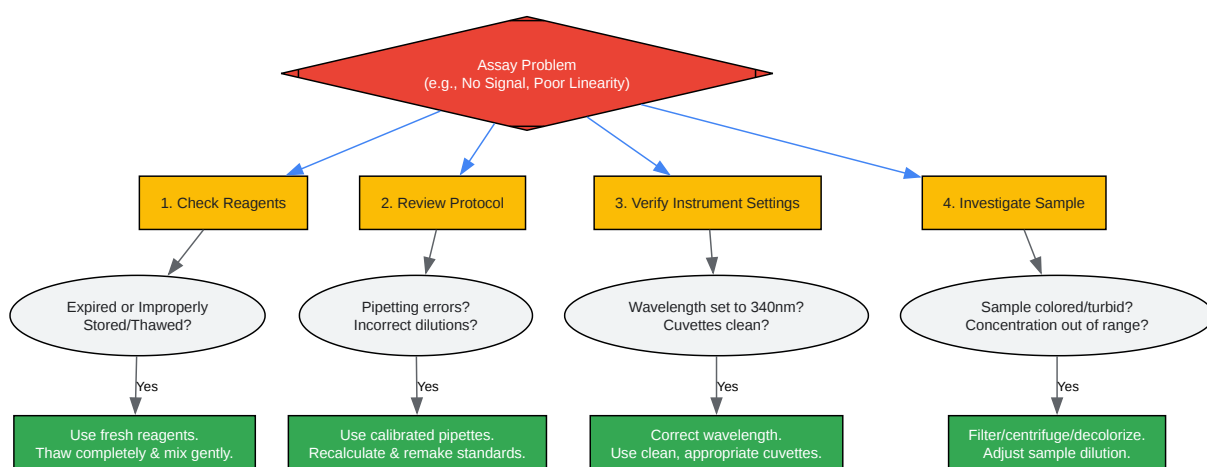 Assay Problem
(e.g., No Signal, Poor Linearity)
1. Check Reagents
2. Review Protocol
3. Verify Instrument Settings
4. Investigate Sample
Expired or Improperly
Stored/Thawed?
Pipetting errors?
Incorrect dilutions?
Wavelength set to 340nm?
Cuvettes clean?
Sample colored/turbid?
Concentration out of range?
Yes
Yes
Yes
Yes
Use fresh reagents.
Thaw completely & mix gently.
Use calibrated pipettes.
Recalculate & remake standards.
Correct wavelength.
Use clean, appropriate cuvettes.
Filter/centrifuge/decolorize.
Adjust sample dilution.